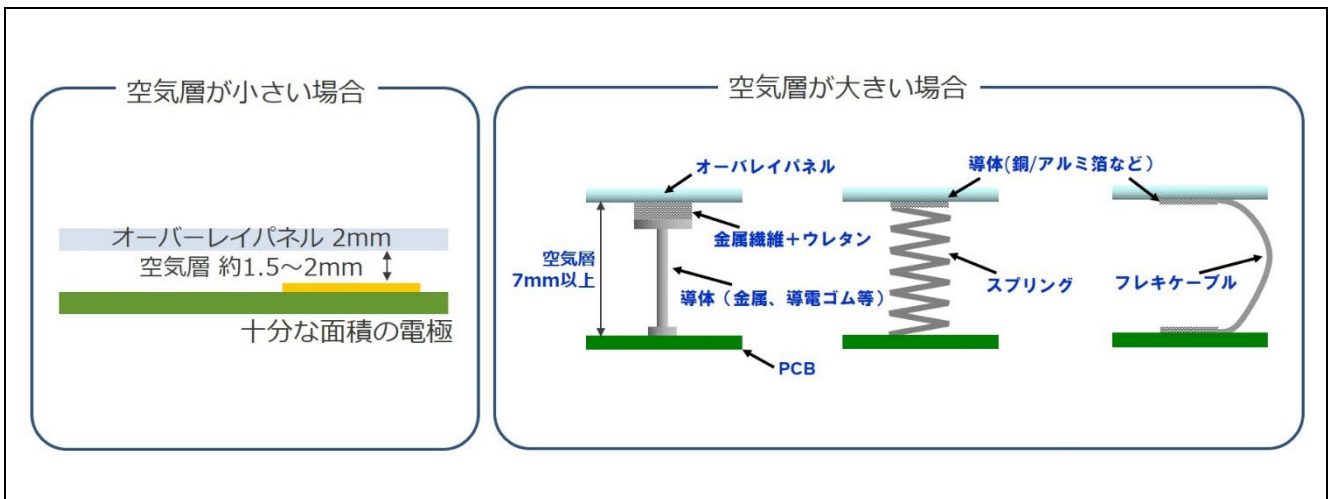 空気層が小さい場合
オーバーレイパネル 2mm
空気層 約1.5～2mm
十分な面積の電極
空気層が大きい場合
オーバレイパネル
導体(銅/アルミ箔など）
金属繊維＋ウレタン
空気層
7mm以上
導体（金属、導電ゴム等）
スプリング
フレキケーブル
PCB